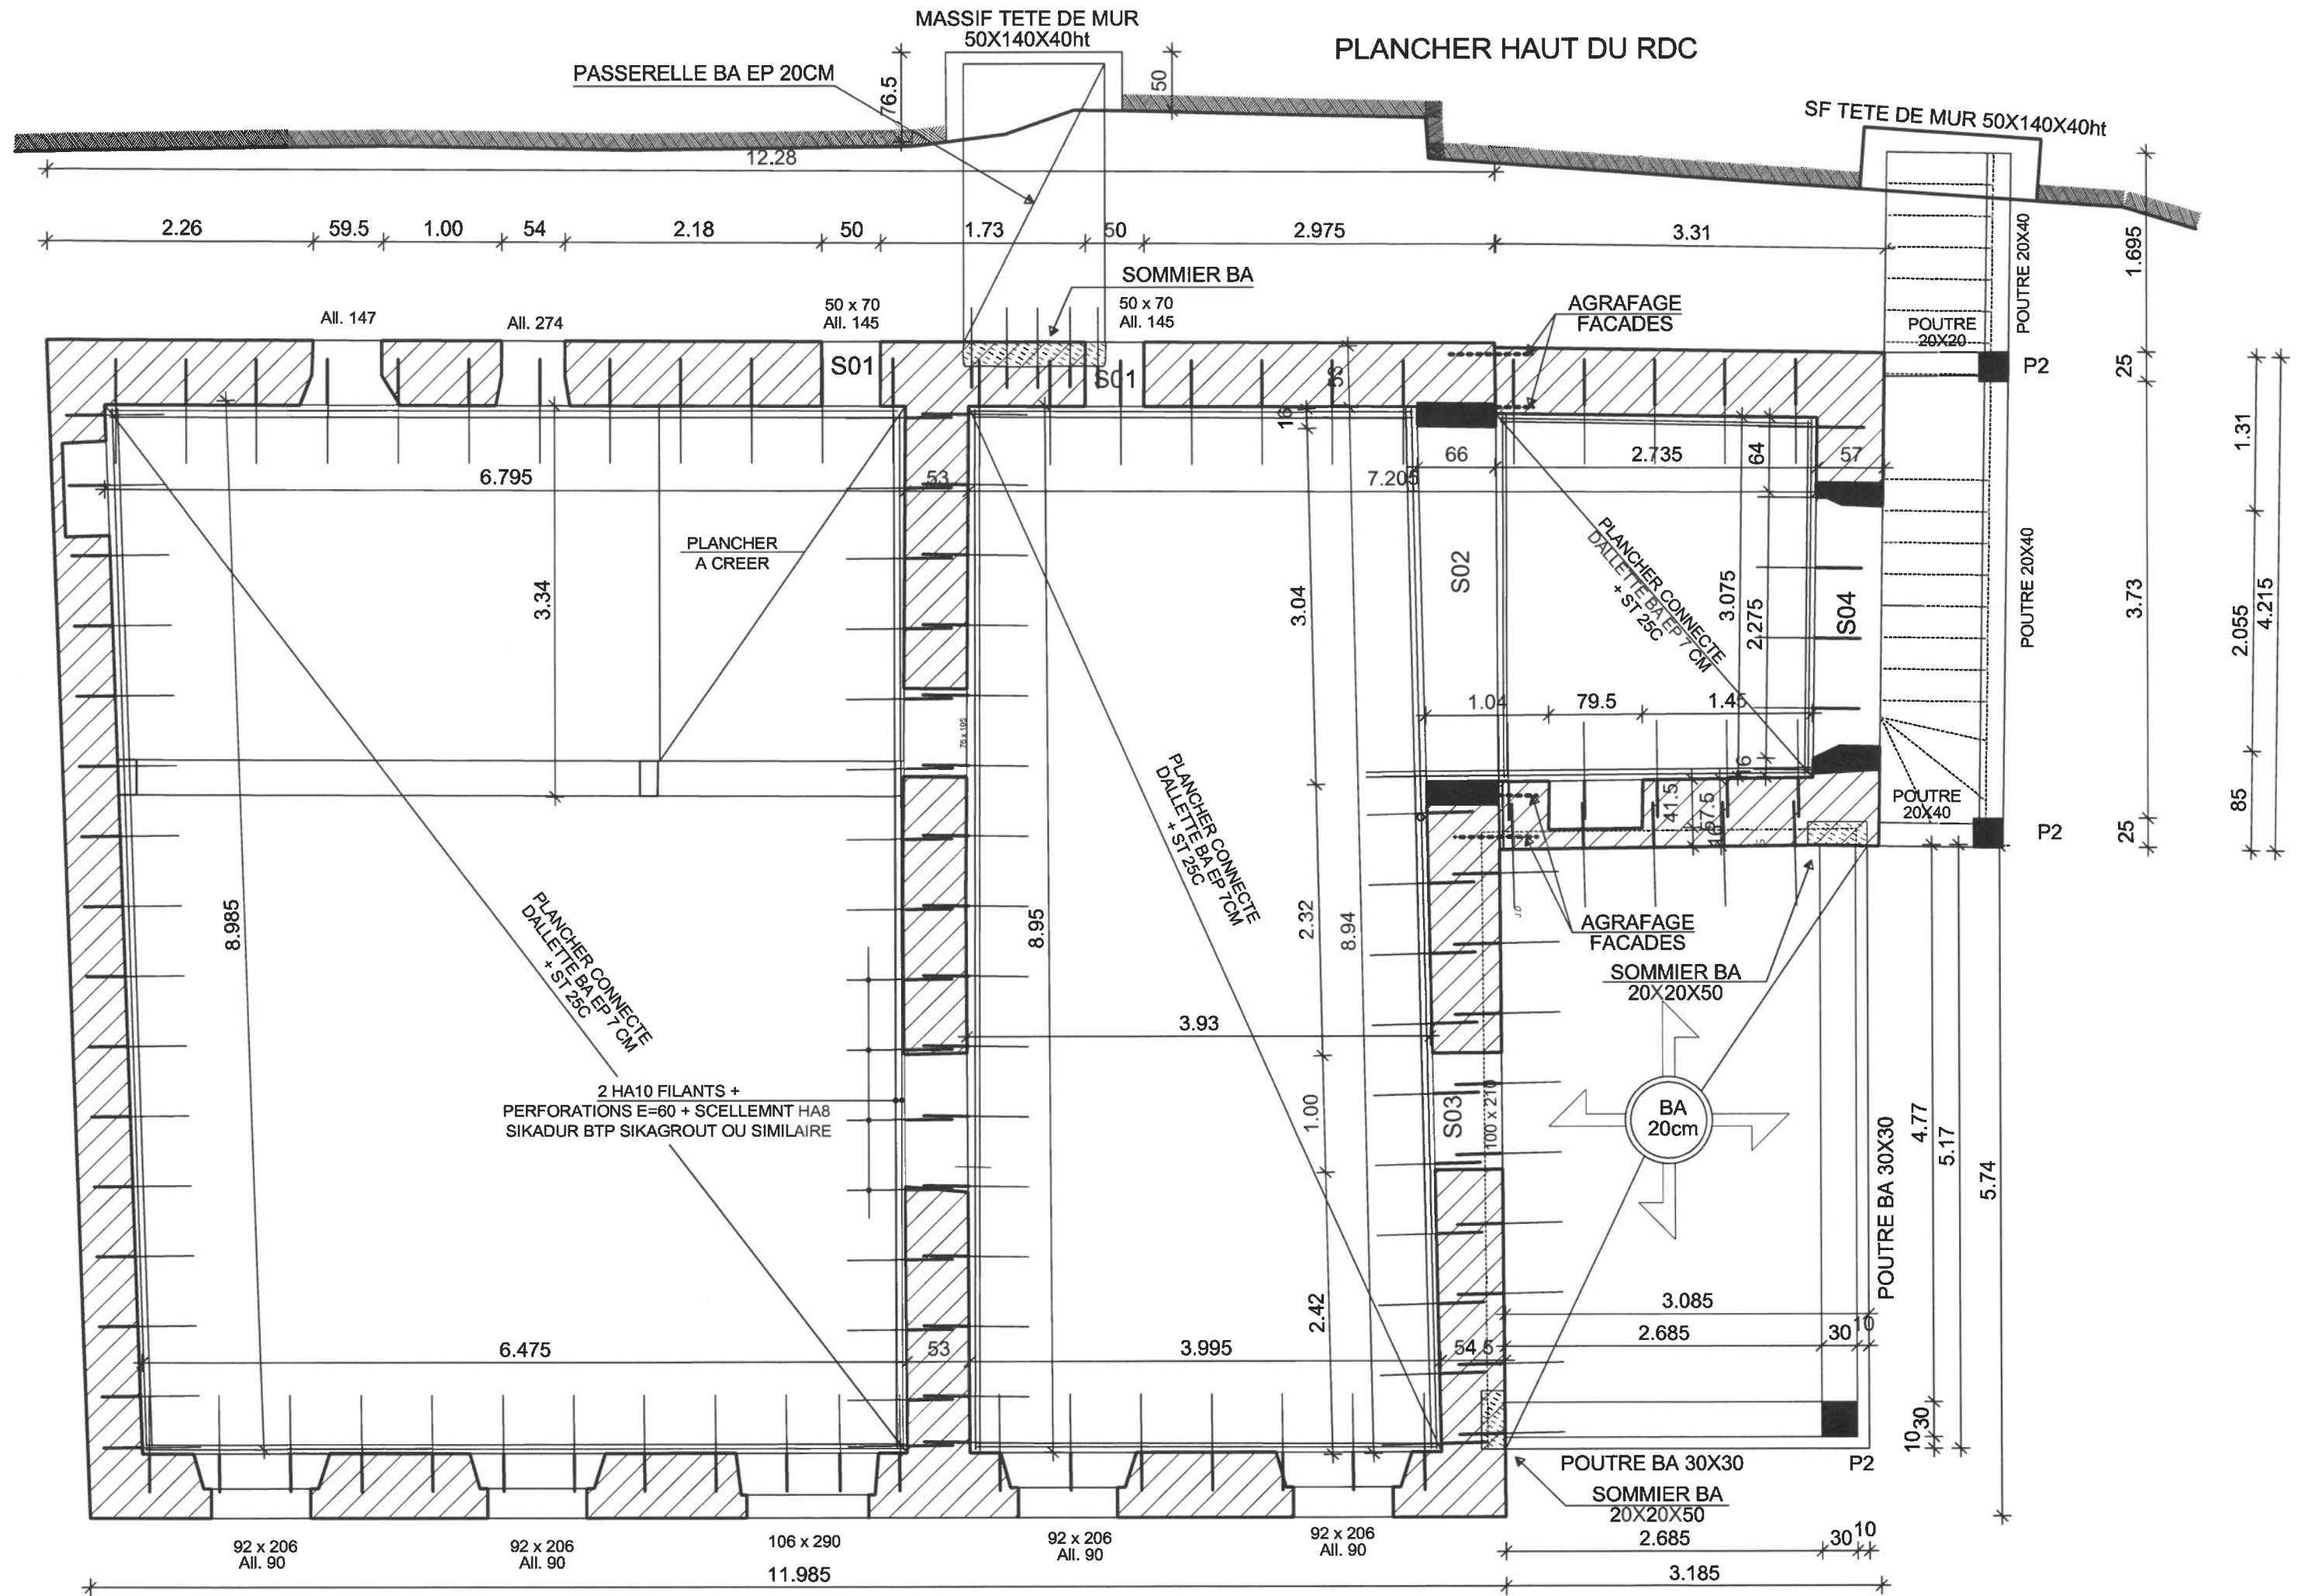 MASSIF TETE DE MUR
50X140X40ht
PLANCHER HAUT DU RDC
PASSERELLE BA EP 20CM
76.5
50
SF TETE DE MUR 50X140X40ht
12.28
2.26
59.5
1.00
54
2.18
50
1.73
50
2.975
3.31
1.695
POUTRE 20X40
SOMMIER BA
50 x 70
All. 145
50 x 70
All. 145
All. 147
All. 274
AGRAFAGE
FACADES
POUTRE
20X20
P2
25
S01
S01
53
16
66
2.735
64
57
1.31
6.795
53
7.205
PLANCHER
A CREER
3.34
3.04
S02
PLANCHER CONNECTE
DALLETTE BA EP 7 CM
+ ST 25C
3.075
2.275
S04
POUTRE 20X40
3.73
2.055
4.215
1.04
79.5
1.45
76 x 195
16
41.5
57.5
16
POUTRE
20X40
P2
25
85
PLANCHER CONNECTE
DALLETTE BA EP 7CM
+ ST 25C
PLANCHER CONNECTE
DALLETTE BA EP 7 CM
+ ST 25C
8.985
8.95
2.32
8.94
AGRAFAGE
FACADES
SOMMIER BA
20X20X50
3.93
2 HA10 FILANTS +
PERFORATIONS E=60 + SCELLEMNT HA8
SIKADUR BTP SIKAGROUT OU SIMILAIRE
1.00
S03
100 x 210
BA
20cm
POUTRE BA 30X30
4.77
5.17
5.74
2.42
3.085
2.685
30
10
6.475
53
3.995
54.5
30
10
POUTRE BA 30X30
P2
SOMMIER BA
20X20X50
92 x 206
All. 90
92 x 206
All. 90
106 x 290
92 x 206
All. 90
92 x 206
All. 90
2.685
30
10
11.985
3.185